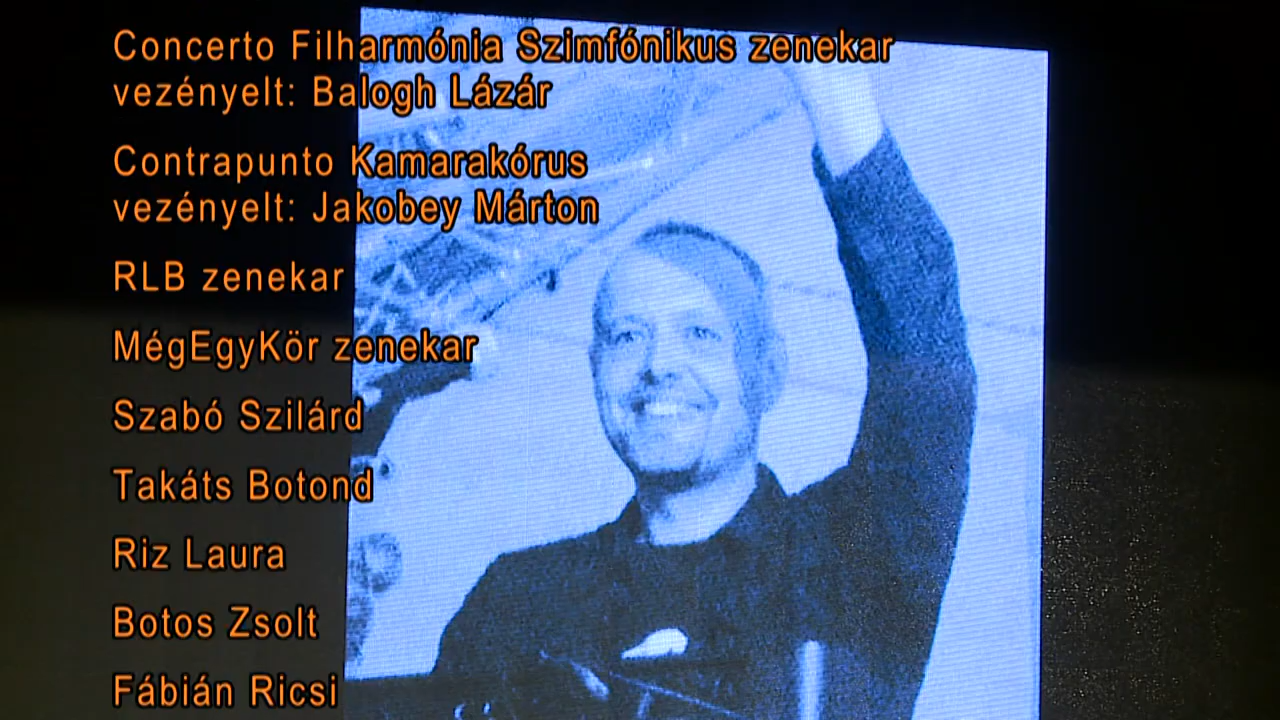 Concerto Filharmónia Szimfónikus zenekar
vezényelt: Balogh Lázár
Contrapunto Kamarakórus
vezényelt: Jakobey Márton
RLB zenekar
MégEgyKör zenekar
Szabó Szilárd
Takáts Botond
Riz Laura
Botos Zsolt
Fábián Ricsi